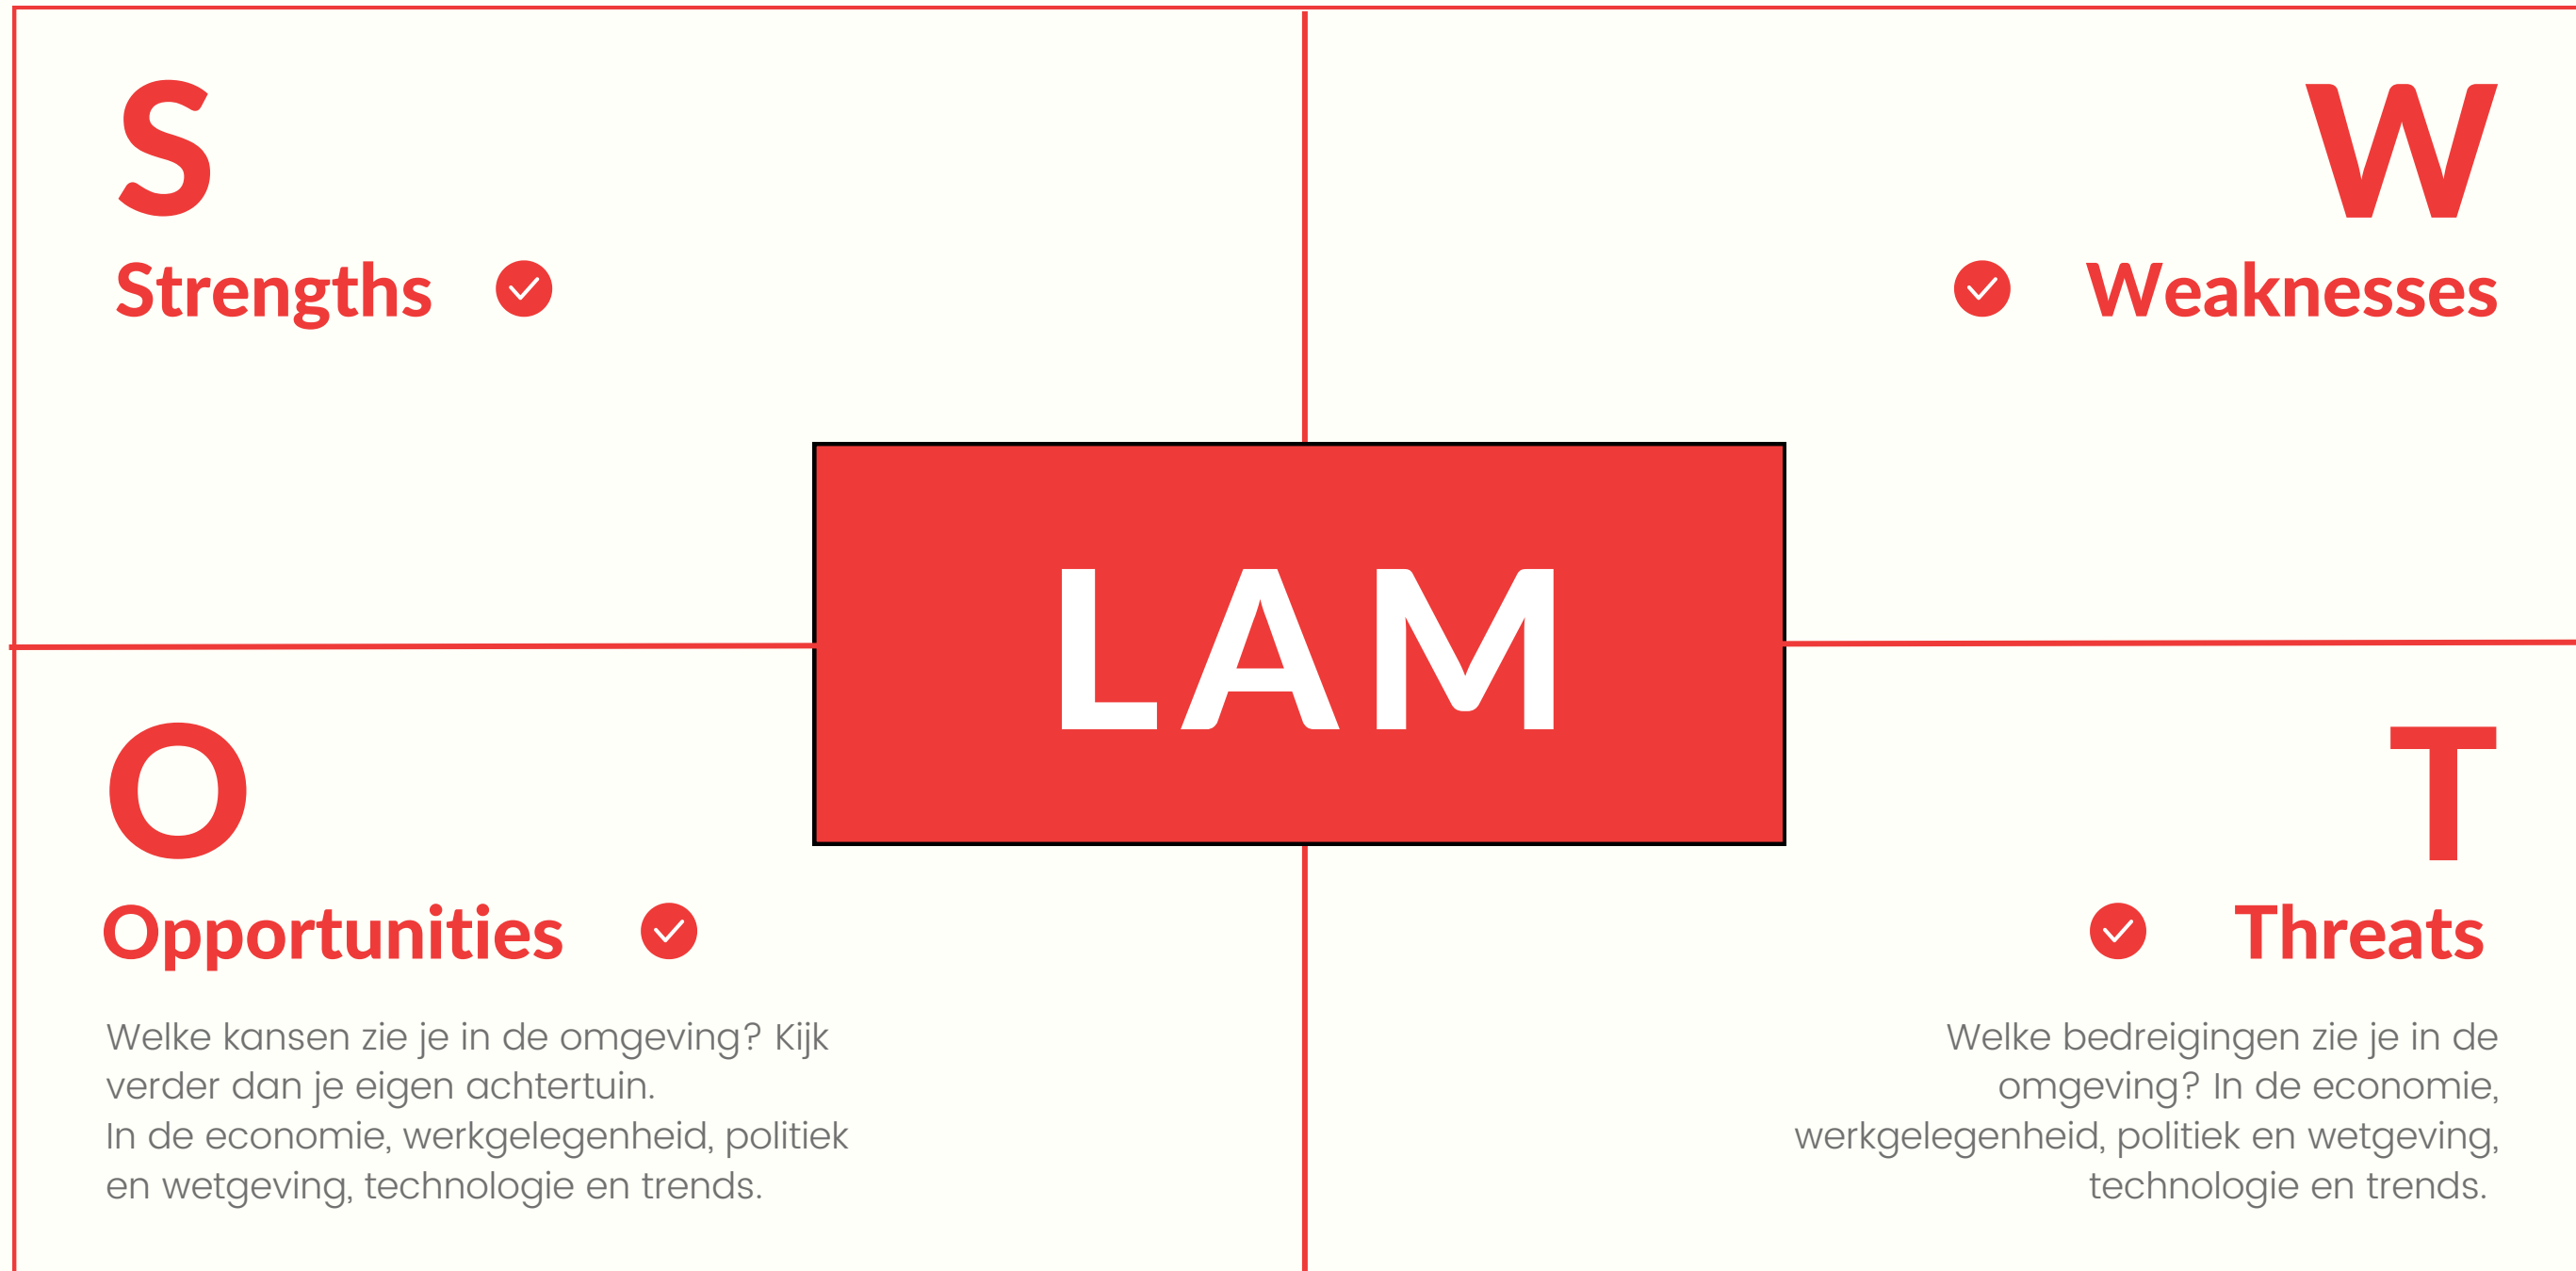 S
Strengths
W
Weaknesses
LAM
O
Opportunities
Welke kansen zie je in de omgeving? Kijk
verder dan je eigen achtertuin.
In de economie, werkgelegenheid, politiek
en wetgeving, technologie en trends.
T
Threats
Welke bedreigingen zie je in de
omgeving? In de economie,
werkgelegenheid, politiek en wetgeving,
technologie en trends.